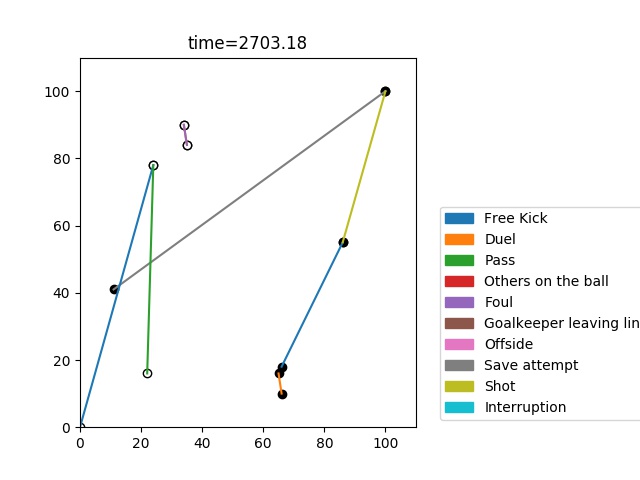 time=2703.18
100
80
60
40
20
0
0 20 40 60 80 100
Free Kick
Duel
Pass
Others on the ball
Foul
Goalkeeper leaving lin
Offside
Save attempt
Shot
Interruption